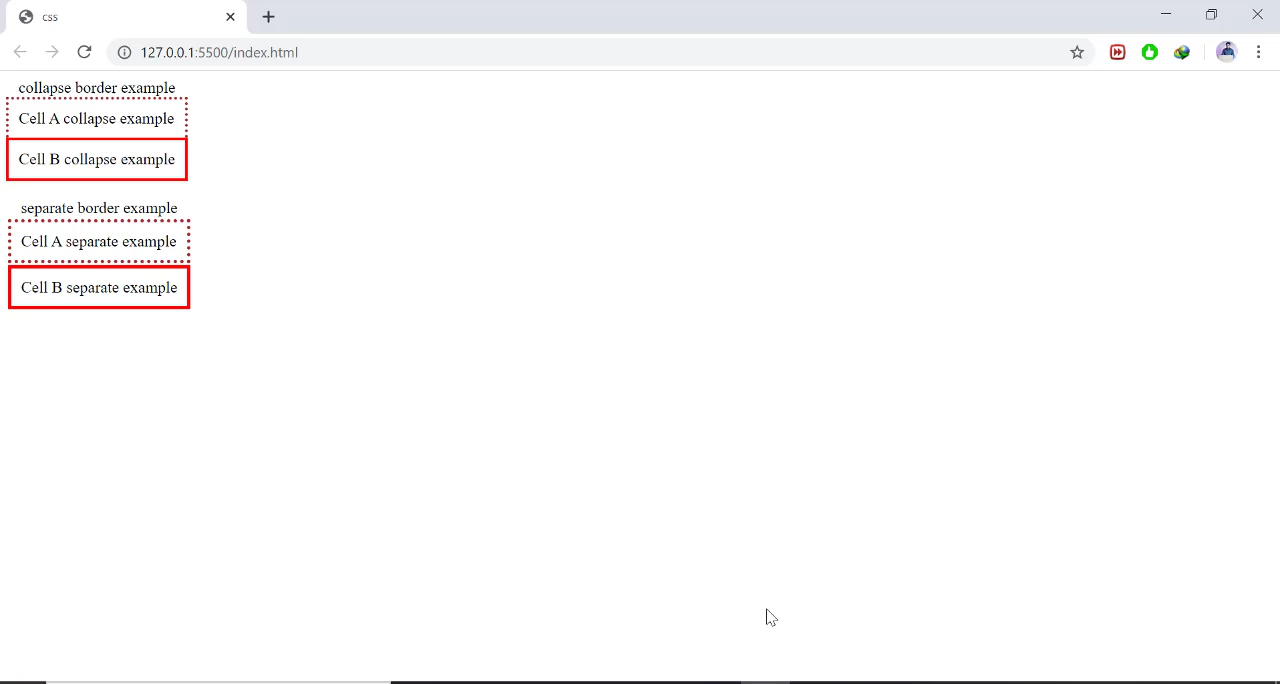 css
127.0.0.1:5500/index.html
collapse border example
Cell A collapse example
Cell B collapse example
separate border example
Cell A separate example
Cell B separate example